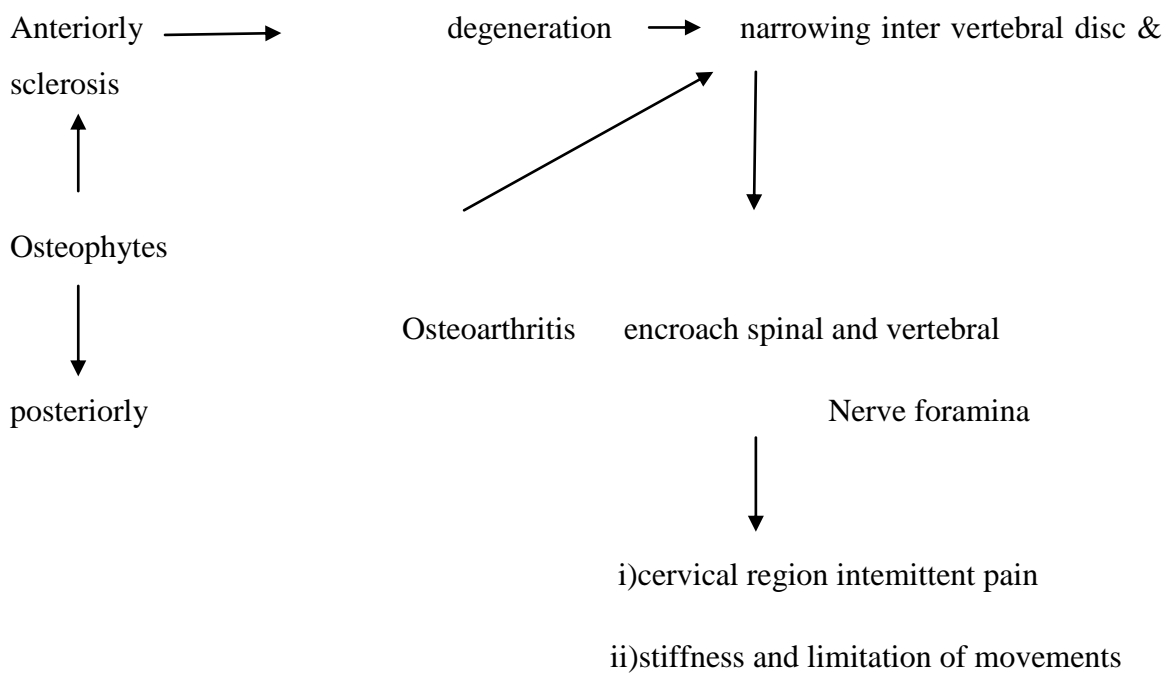 Anteriorly degeneration narrowing inter vertebral disc &
sclerosis
Osteophytes
Osteoarthritis encroach spinal and vertebral
posteriorly Nerve foramina
i)cervical region intemittent pain
ii)stiffness and limitation of movements